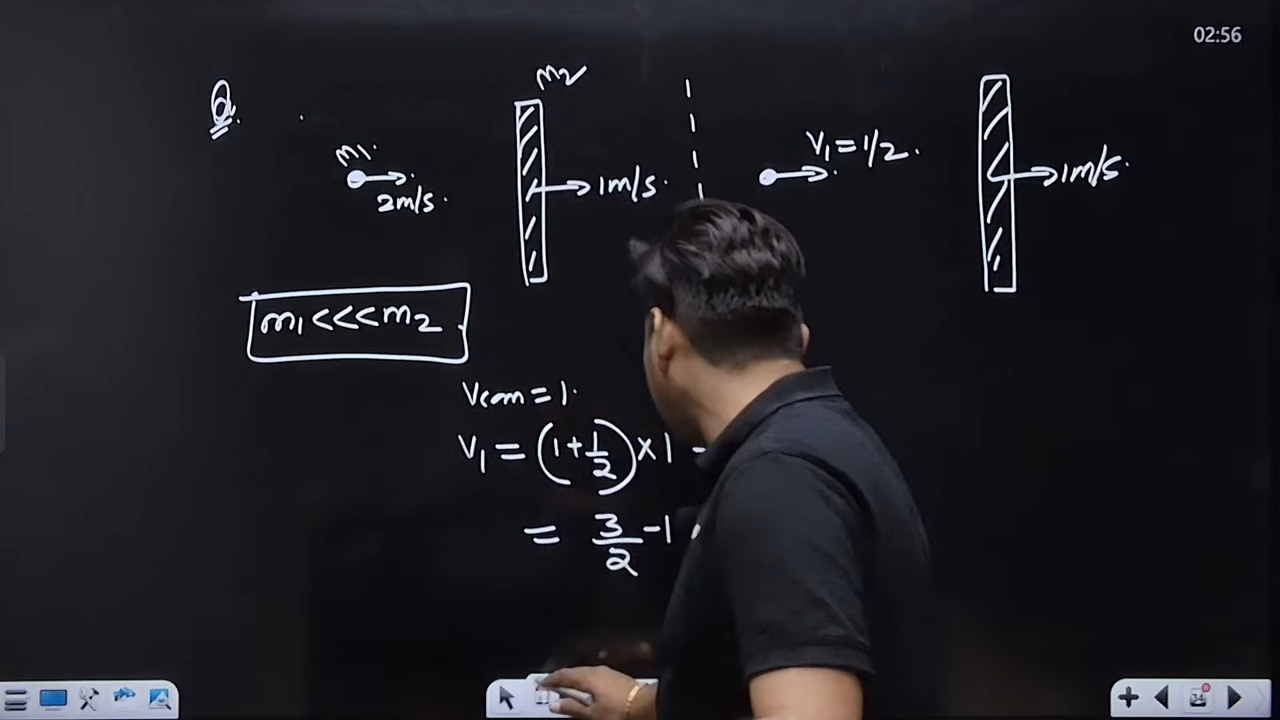 02:56
Q.
m1
2m/s.
m2
1m/s.
v1 = 1/2.
1m/s.
m1 <<< m2
Vcom = 1.
V1 = (1 + 1/2) × 1 -
= 3/2 - 1
34